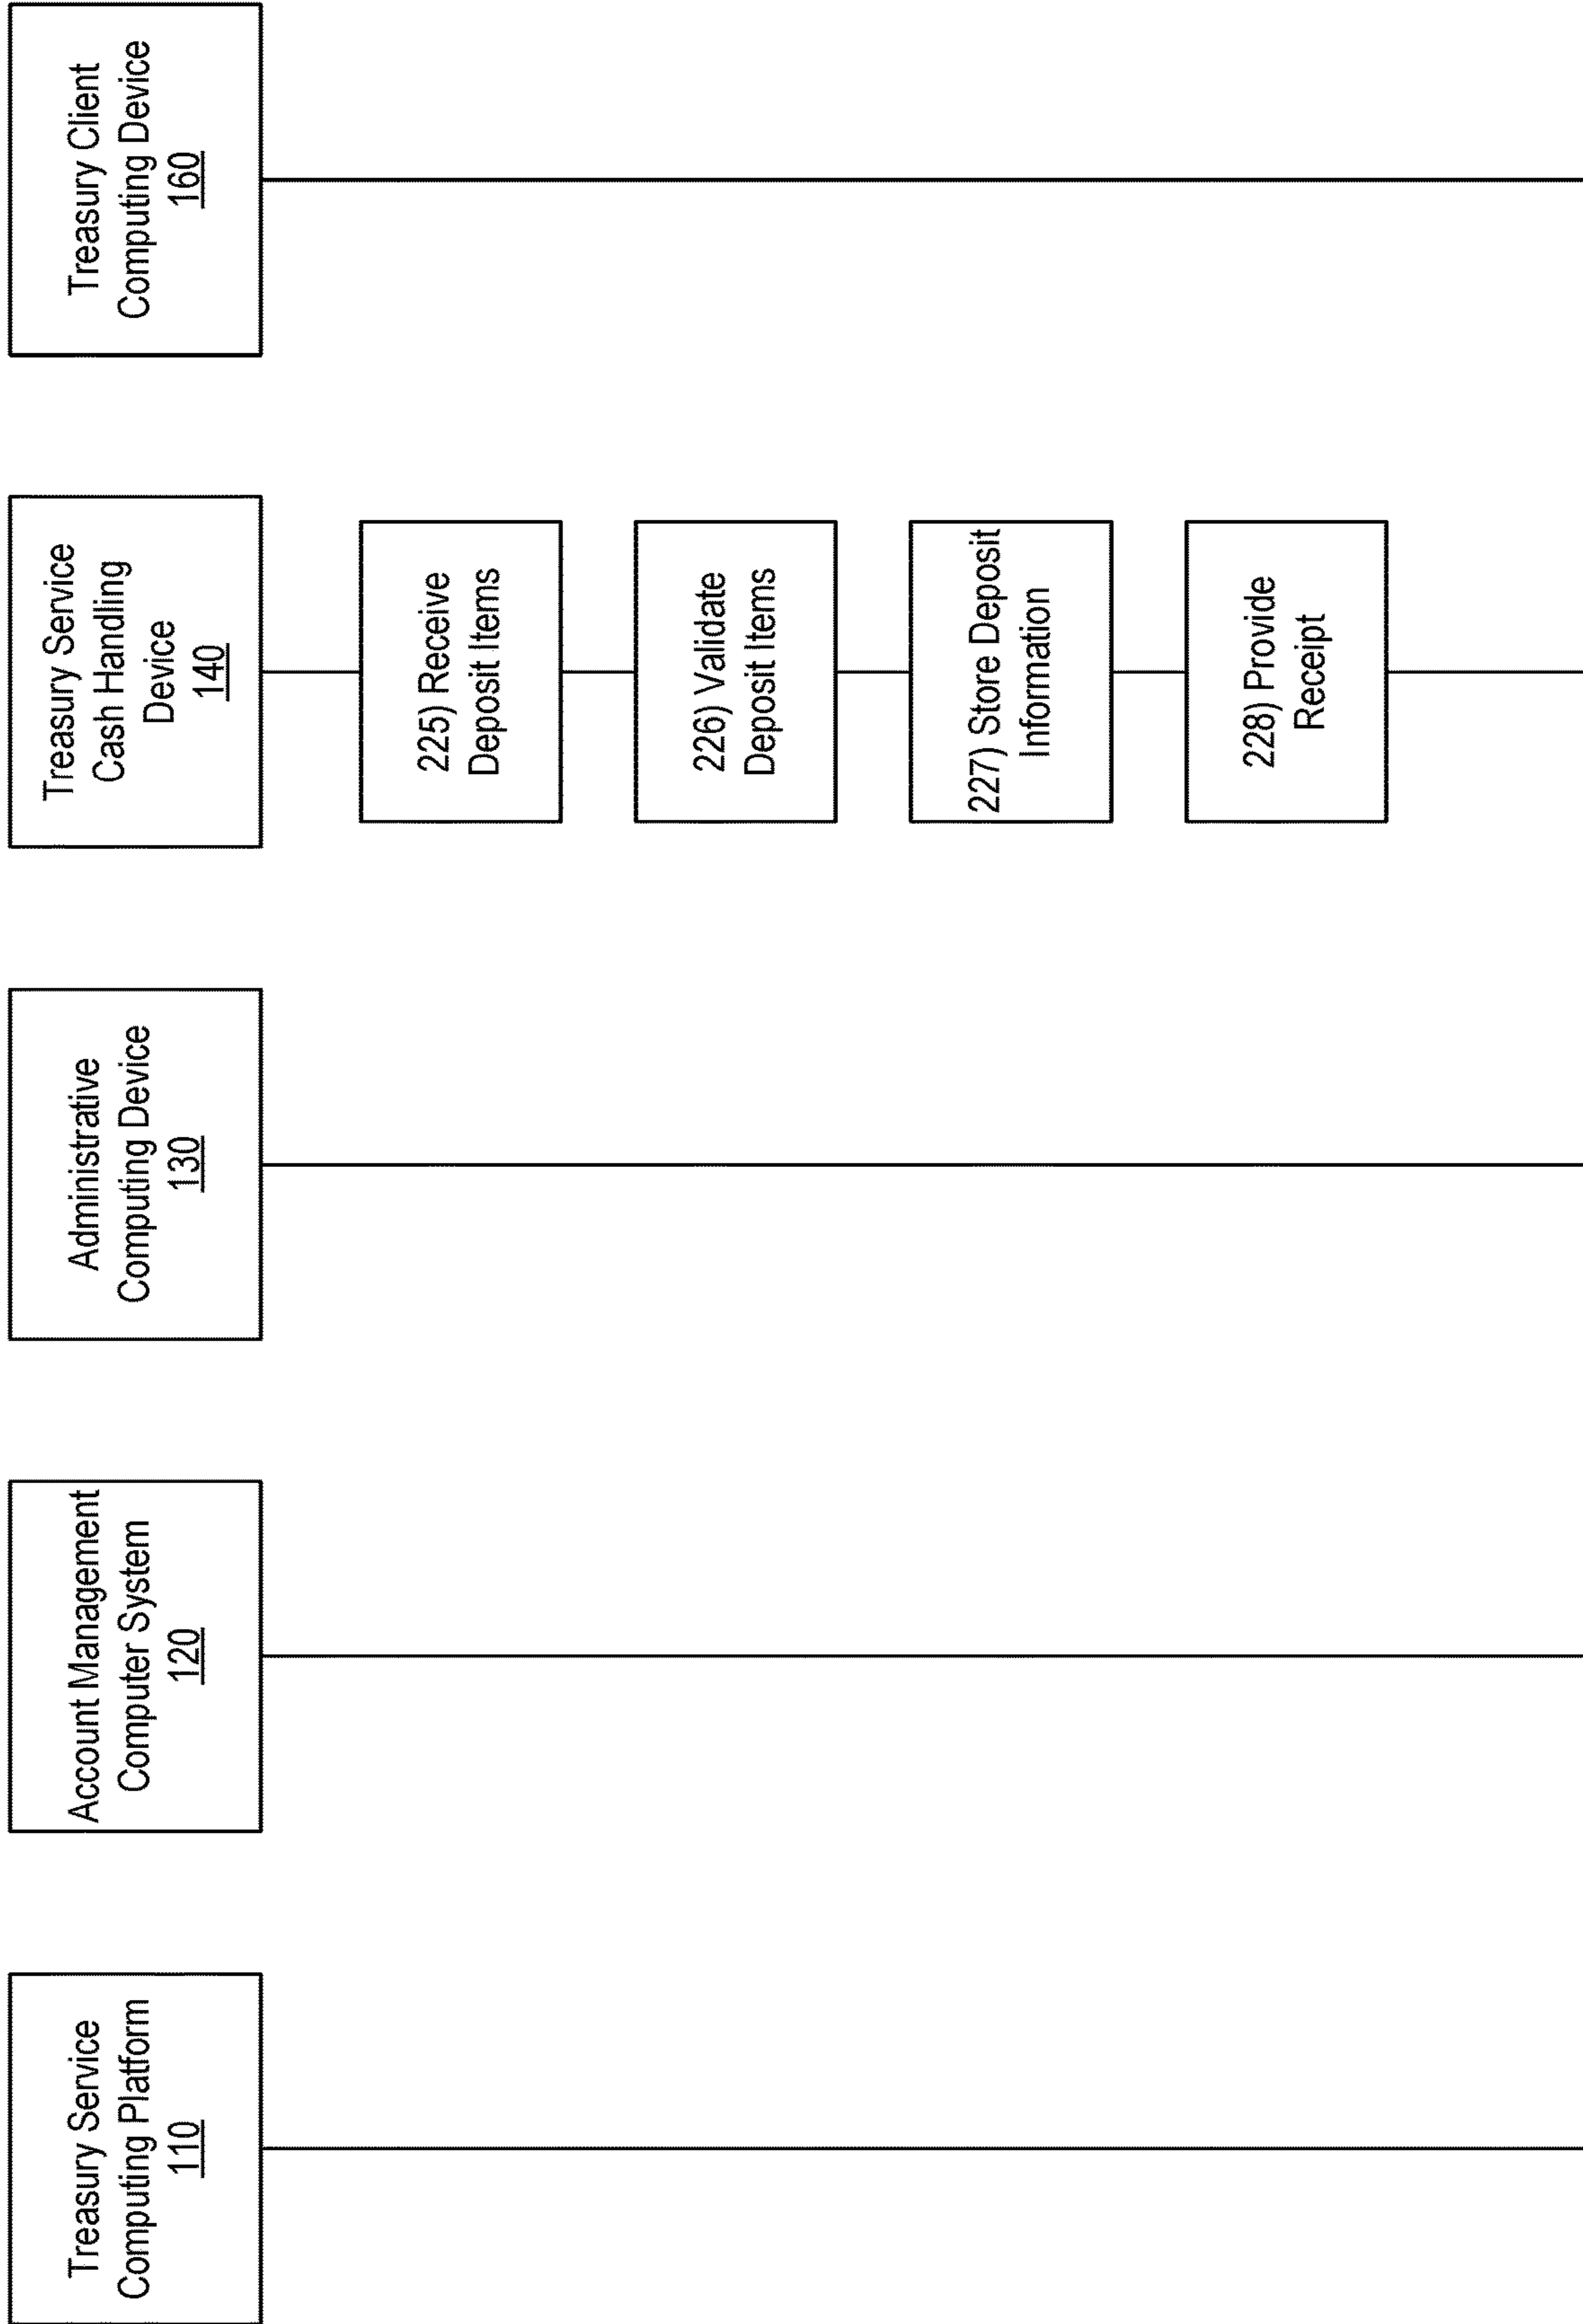 Treasury Service
Computing Platform
110
Account Management
Computer System
120
Administrative
Computing Device
130
Treasury Service
Cash Handling
Device
140
Treasury Client
Computing Device
160
225) Receive
Deposit Items
226) Validate
Deposit Items
227) Store Deposit
Information
228) Provide
Receipt